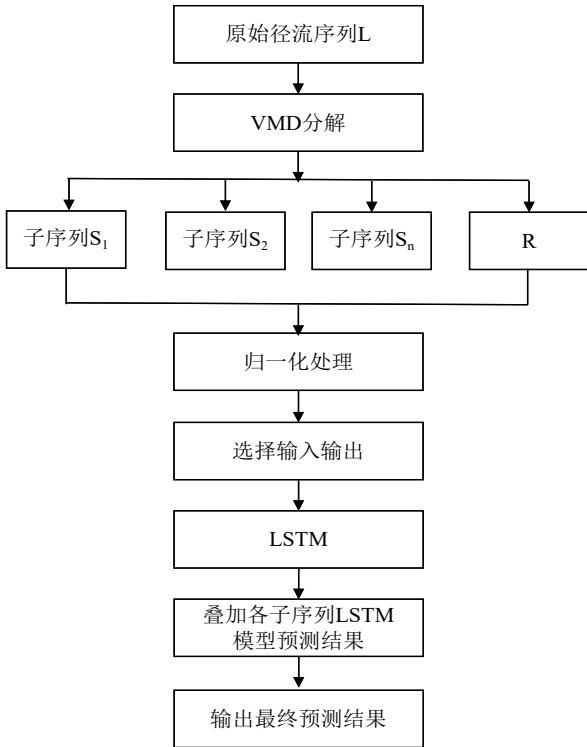 原始径流序列L
VMD分解
子序列S₁
子序列S₂
子序列Sₙ
R
归一化处理
选择输入输出
LSTM
叠加各子序列LSTM
模型预测结果
输出最终预测结果